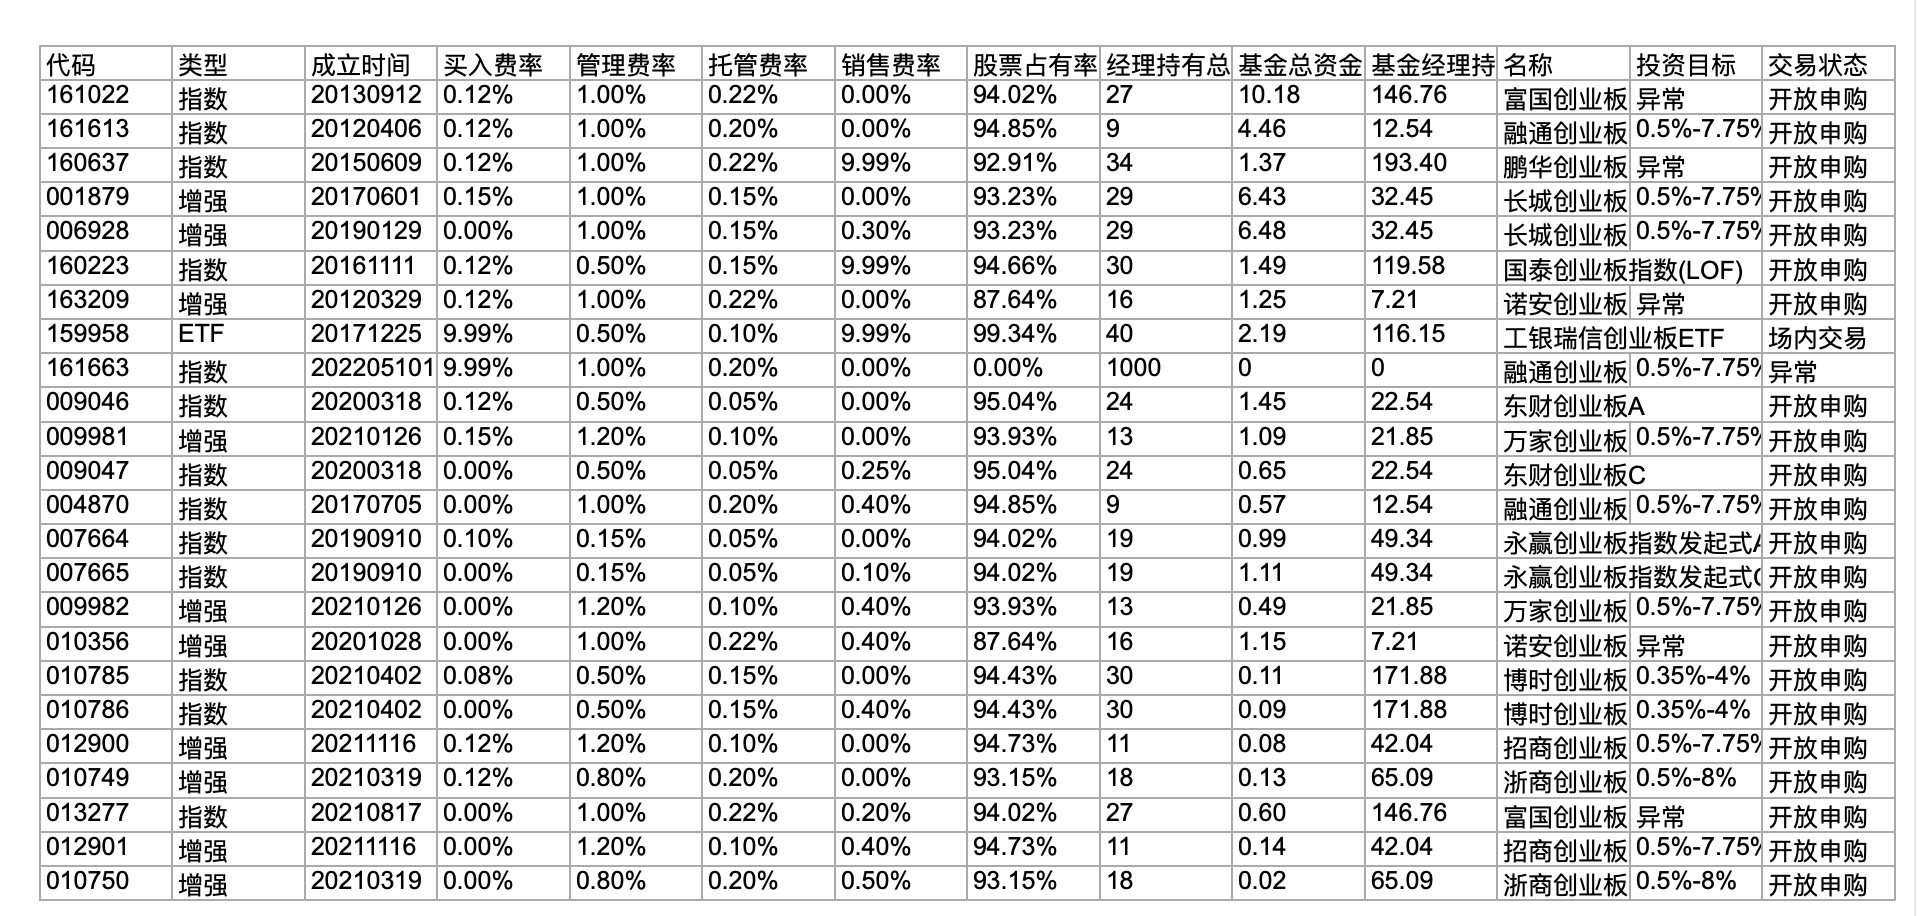 代码 类型 成立时间 买入费率 管理费率 托管费率 销售费率 股票占有率 经理持有总 基金总资金 基金经理持 名称 投资目标 交易状态
161022 指数 20130912 0.12% 1.00% 0.22% 0.00% 94.02% 27 10.18 146.76 富国创业板 异常 开放申购
161613 指数 20120406 0.12% 1.00% 0.20% 0.00% 94.85% 9 4.46 12.54 融通创业板 0.5%-7.75% 开放申购
160637 指数 20150609 0.12% 1.00% 0.22% 9.99% 92.91% 34 1.37 193.40 鹏华创业板 异常 开放申购
001879 增强 20170601 0.15% 1.00% 0.15% 0.00% 93.23% 29 6.43 32.45 长城创业板 0.5%-7.75% 开放申购
006928 增强 20190129 0.00% 1.00% 0.15% 0.30% 93.23% 29 6.48 32.45 长城创业板 0.5%-7.75% 开放申购
160223 指数 20161111 0.12% 0.50% 0.15% 9.99% 94.66% 30 1.49 119.58 国泰创业板指数(LOF) 开放申购
163209 增强 20120329 0.12% 1.00% 0.22% 0.00% 87.64% 16 1.25 7.21 诺安创业板 异常 开放申购
159958 ETF 20171225 9.99% 0.50% 0.10% 9.99% 99.34% 40 2.19 116.15 工银瑞信创业板ETF 场内交易
161663 指数 202205101 9.99% 1.00% 0.20% 0.00% 0.00% 1000 0 0 融通创业板 0.5%-7.75% 异常
009046 指数 20200318 0.12% 0.50% 0.05% 0.00% 95.04% 24 1.45 22.54 东财创业板A 开放申购
009981 增强 20210126 0.15% 1.20% 0.10% 0.00% 93.93% 13 1.09 21.85 万家创业板 0.5%-7.75% 开放申购
009047 指数 20200318 0.00% 0.50% 0.05% 0.25% 95.04% 24 0.65 22.54 东财创业板C 开放申购
004870 指数 20170705 0.00% 1.00% 0.20% 0.40% 94.85% 9 0.57 12.54 融通创业板 0.5%-7.75% 开放申购
007664 指数 20190910 0.10% 0.15% 0.05% 0.00% 94.02% 19 0.99 49.34 永赢创业板指数发起式A 开放申购
007665 指数 20190910 0.00% 0.15% 0.05% 0.10% 94.02% 19 1.11 49.34 永赢创业板指数发起式C 开放申购
009982 增强 20210126 0.00% 1.20% 0.10% 0.40% 93.93% 13 0.49 21.85 万家创业板 0.5%-7.75% 开放申购
010356 增强 20201028 0.00% 1.00% 0.22% 0.40% 87.64% 16 1.15 7.21 诺安创业板 异常 开放申购
010785 指数 20210402 0.08% 0.50% 0.15% 0.00% 94.43% 30 0.11 171.88 博时创业板 0.35%-4% 开放申购
010786 指数 20210402 0.00% 0.50% 0.15% 0.40% 94.43% 30 0.09 171.88 博时创业板 0.35%-4% 开放申购
012900 增强 20211116 0.12% 1.20% 0.10% 0.00% 94.73% 11 0.08 42.04 招商创业板 0.5%-7.75% 开放申购
010749 增强 20210319 0.12% 0.80% 0.20% 0.00% 93.15% 18 0.13 65.09 浙商创业板 0.5%-8% 开放申购
013277 指数 20210817 0.00% 1.00% 0.22% 0.20% 94.02% 27 0.60 146.76 富国创业板 异常 开放申购
012901 增强 20211116 0.00% 1.20% 0.10% 0.40% 94.73% 11 0.14 42.04 招商创业板 0.5%-7.75% 开放申购
010750 增强 20210319 0.00% 0.80% 0.20% 0.50% 93.15% 18 0.02 65.09 浙商创业板 0.5%-8% 开放申购